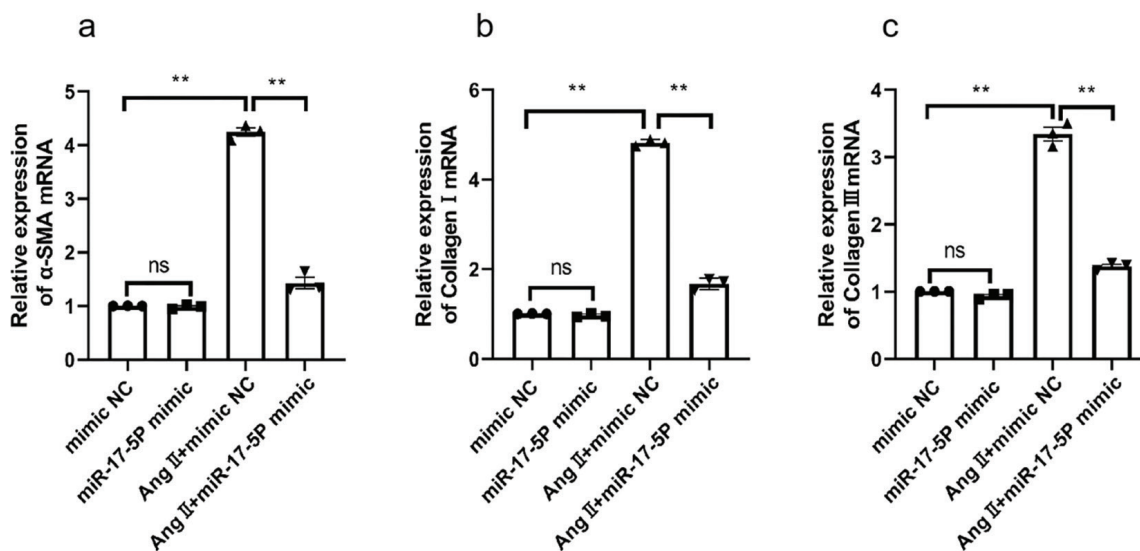 a
Relative expression
of α-SMA mRNA
5
4
3
2
1
0
**
**
ns
mimic NC
miR-17-5P mimic
Ang Ⅱ+mimic NC
Ang Ⅱ+miR-17-5P mimic
b
Relative expression
of Collagen Ⅰ mRNA
6
4
2
0
**
**
ns
mimic NC
miR-17-5P mimic
Ang Ⅱ+mimic NC
Ang Ⅱ+miR-17-5P mimic
c
Relative expression
of Collagen Ⅲ mRNA
4
3
2
1
0
**
**
ns
mimic NC
miR-17-5P mimic
Ang Ⅱ+mimic NC
Ang Ⅱ+miR-17-5P mimic